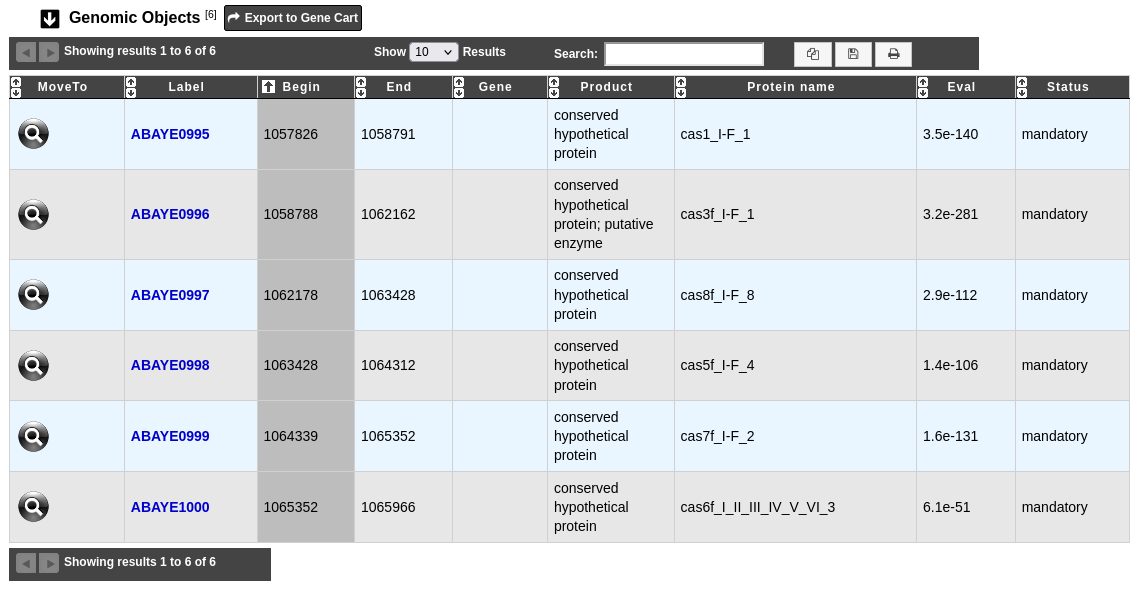 Genomic Objects [6] Export to Gene Cart
Showing results 1 to 6 of 6 Show 10 Results Search:
MoveTo Label Begin End Gene Product Protein name Eval Status
ABAYE0995 1057826 1058791 conserved hypothetical protein cas1_I-F_1 3.5e-140 mandatory
ABAYE0996 1058788 1062162 conserved hypothetical protein; putative enzyme cas3f_I-F_1 3.2e-281 mandatory
ABAYE0997 1062178 1063428 conserved hypothetical protein cas8f_I-F_8 2.9e-112 mandatory
ABAYE0998 1063428 1064312 conserved hypothetical protein cas5f_I-F_4 1.4e-106 mandatory
ABAYE0999 1064339 1065352 conserved hypothetical protein cas7f_I-F_2 1.6e-131 mandatory
ABAYE1000 1065352 1065966 conserved hypothetical protein cas6f_I_II_III_IV_V_VI_3 6.1e-51 mandatory
Showing results 1 to 6 of 6